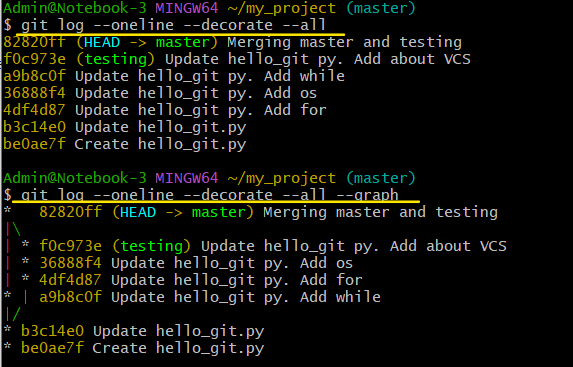 Admin@Notebook-3 MINGW64 ~/my_project (master)
$ git log --oneline --decorate --all
82820ff (HEAD -> master) Merging master and testing
f0c973e (testing) Update hello_git py. Add about VCS
a9b8c0f Update hello_git py. Add while
36888f4 Update hello_git py. Add os
4df4d87 Update hello_git py. Add for
b3c14e0 Update hello_git.py
be0ae7f Create hello_git.py
Admin@Notebook-3 MINGW64 ~/my_project (master)
$ git log --oneline --decorate --all --graph
*   82820ff (HEAD -> master) Merging master and testing
|\
| * f0c973e (testing) Update hello_git py. Add about VCS
| * 36888f4 Update hello_git py. Add os
| * 4df4d87 Update hello_git py. Add for
* | a9b8c0f Update hello_git py. Add while
|/
* b3c14e0 Update hello_git.py
* be0ae7f Create hello_git.py